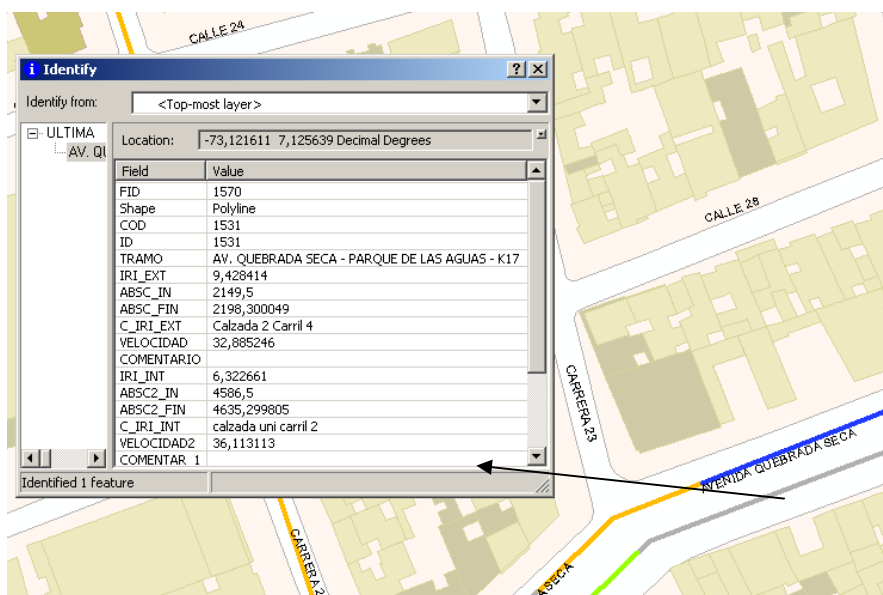 CALLE 24
i Identify
Identify from: <Top-most layer>
ULTIMA
AV. QU
Location: -73,121611 7,125639 Decimal Degrees
Field Value
FID 1570
Shape Polyline
COD 1531
ID 1531
TRAMO AV. QUEBRADA SECA - PARQUE DE LAS AGUAS - K17
IRI_EXT 9,428414
ABSC_IN 2149,5
ABSC_FIN 2198,300049
C_IRI_EXT Calzada 2 Carril 4
VELOCIDAD 32,885246
COMENTARIO
IRI_INT 6,322661
ABSC2_IN 4586,5
ABSC2_FIN 4635,299805
C_IRI_INT calzada uni carril 2
VELOCIDAD2 36,113113
COMENTAR_1
Identified 1 feature
CALLE 28
CARRERA 23
AVENIDA QUEBRADA SECA
CARRERA 2
ASECA